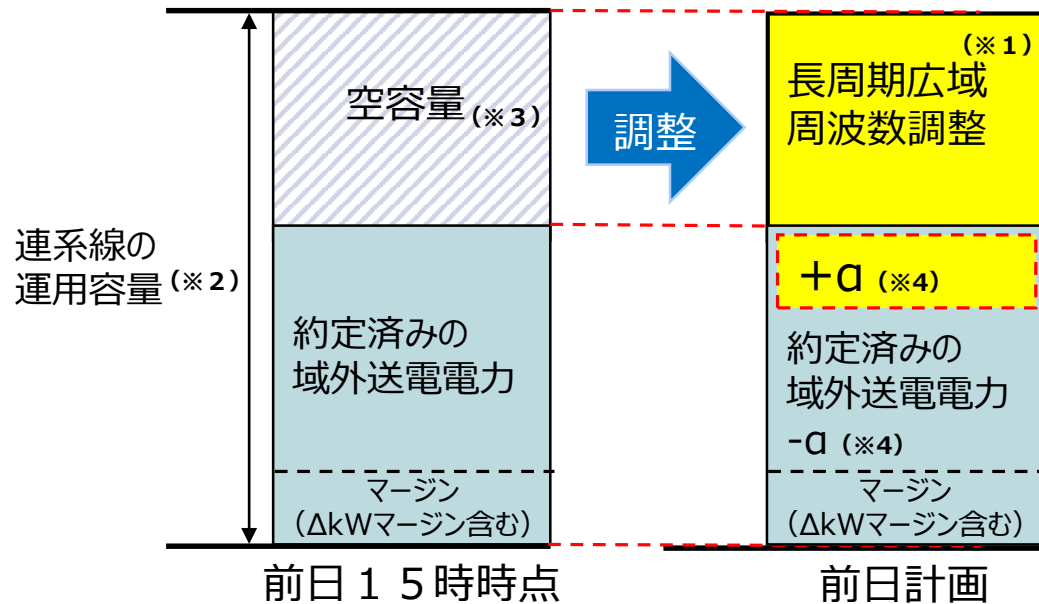 連系線の
運用容量(※2)
空容量(※3)
約定済みの
域外送電電力
マージン
(ΔkWマージン含む)
前日15時時点
調整
(※1)
長周期広域
周波数調整
+α(※4)
約定済みの
域外送電電力
-α(※4)
マージン
(ΔkWマージン含む)
前日計画